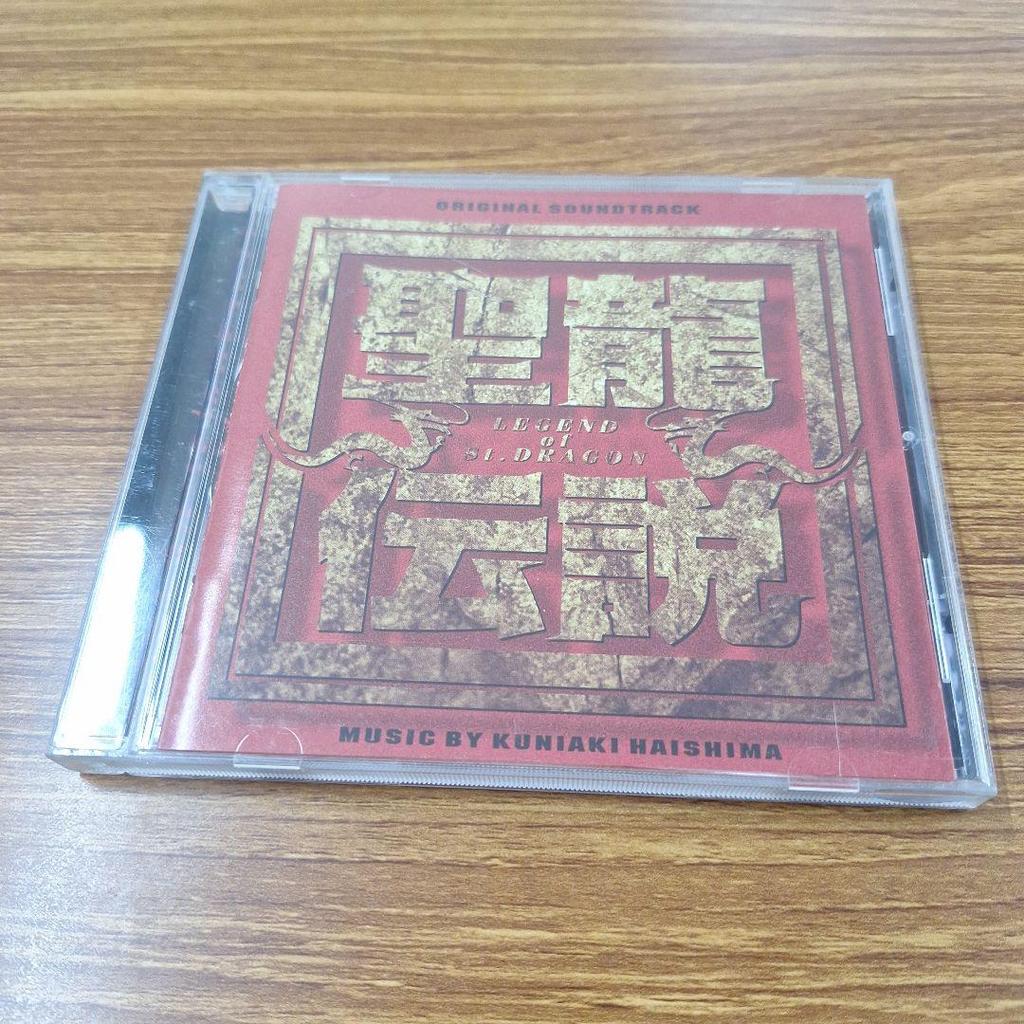 ORIGINAL SOUNDTRACK
聖龍
LEGEND
of
St.DRAGON
伝説
MUSIC BY KUNIAKI HAISHIMA